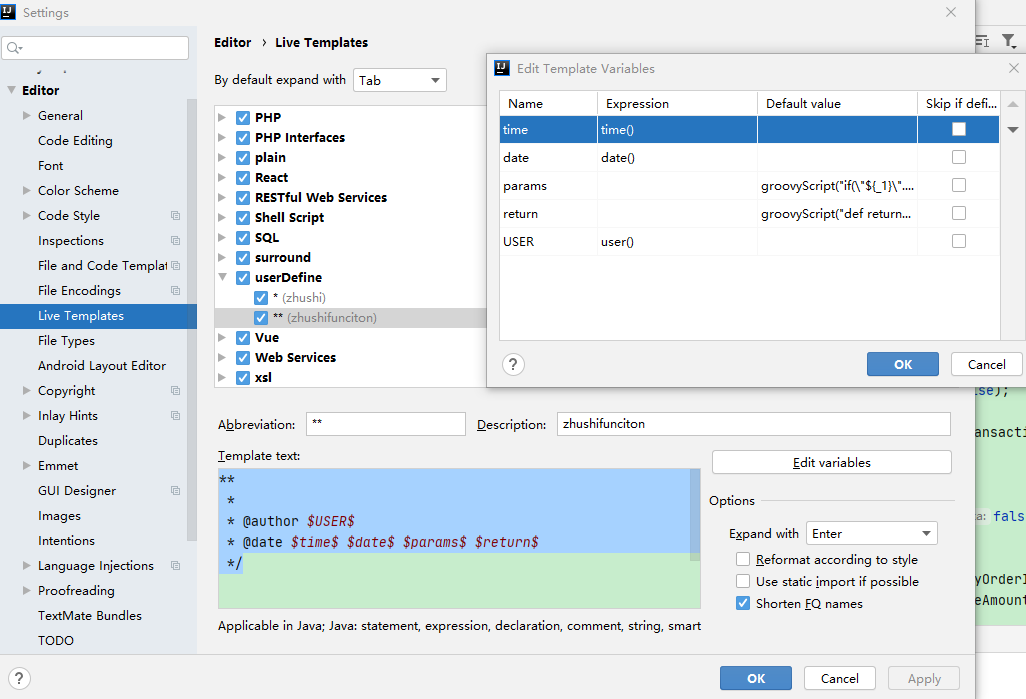 Settings
Editor › Live Templates
By default expand with Tab
Editor
General
Code Editing
Font
Color Scheme
Code Style
Inspections
File and Code Templat
File Encodings
Live Templates
File Types
Android Layout Editor
Copyright
Inlay Hints
Duplicates
Emmet
GUI Designer
Images
Intentions
Language Injections
Proofreading
TextMate Bundles
TODO
PHP
PHP Interfaces
plain
React
RESTful Web Services
Shell Script
SQL
surround
userDefine
* (zhushi)
** (zhushifunciton)
Vue
Web Services
xsl
Edit Template Variables
Name Expression Default value Skip if defi...
time time()
date date()
params groovyScript("if(\"${_1}\"....
return groovyScript("def return...
USER user()
? OK Cancel
Abbreviation: ** Description: zhushifunciton
Template text:
**
*
* @author $USER$
* @date $time$ $date$ $params$ $return$
*/
Edit variables
Options
Expand with Enter
Reformat according to style
Use static import if possible
Shorten FQ names
Applicable in Java; Java: statement, expression, declaration, comment, string, smart
? OK Cancel Apply
lse);
ansacti
a: fals
yOrderI
eAmount